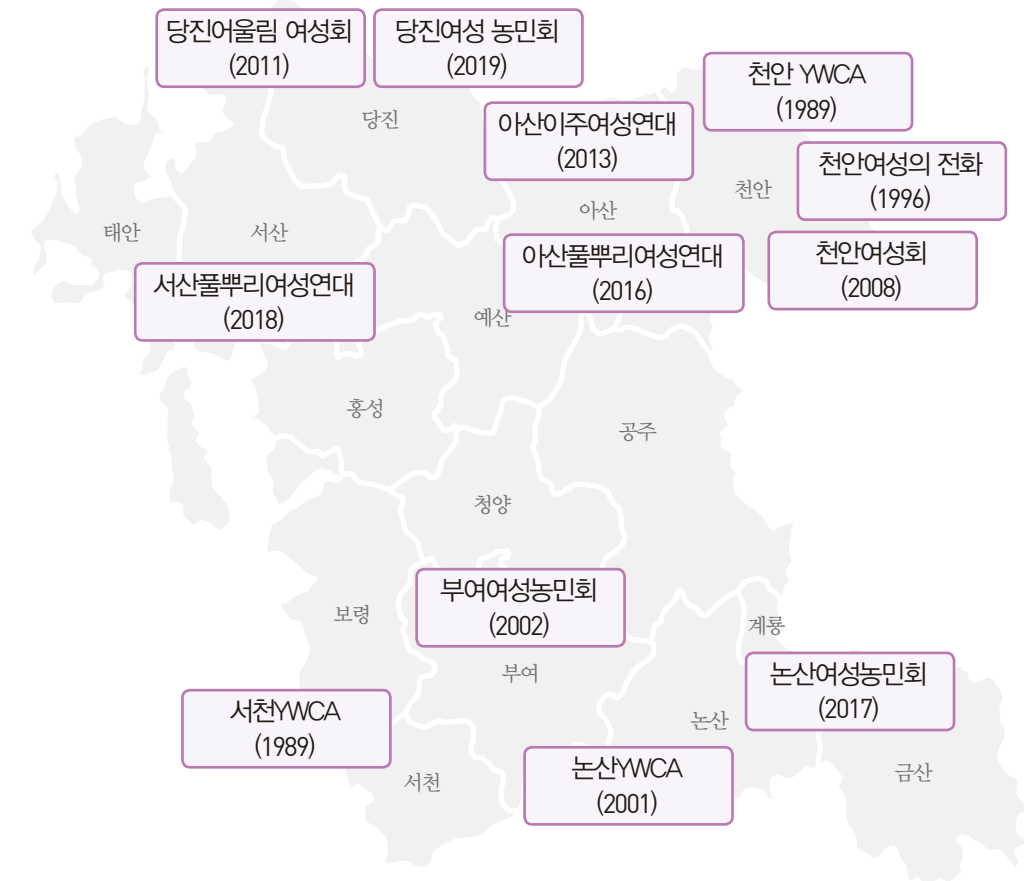 당진어울림 여성회
(2011)
당진여성 농민회
(2019)
천안 YWCA
(1989)
당진
아산이주여성연대
(2013)
천안여성의 전화
(1996)
천안
아산
태안
서산
아산풀뿌리여성연대
(2016)
천안여성회
(2008)
서산풀뿌리여성연대
(2018)
예산
홍성
공주
청양
부여여성농민회
(2002)
보령
계룡
부여
논산여성농민회
(2017)
서천YWCA
(1989)
논산
논산YWCA
(2001)
서천
금산